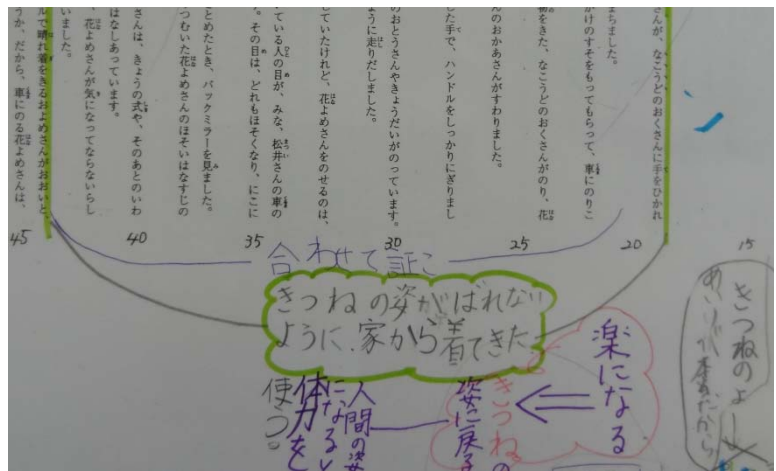 さんが、なこうどのおくさんに手をひかれ
まちました。
がけのすそをもってもらって、車にのりこ
をきた、なこうどのおくさんがのり、花
んのおかあさんがすわりました。
した手で、ハンドルをしっかりにぎりまし
のおとうさんやきょうだいがのっています。
ように走りだしました。
していたけれど、花よめさんをのせるのは、
ている人の目が、みな、松井さんの車の
。その目は、どれもほそくなり、にこに
とめたとき、バックミラーを見ました。
つむいた花よめさんのほそいはなすじの
さんは、きょうの式や、そのあとのいわ
はなしあっています。
、花よめさんが気になってならないらし
いました。
ルで晴れ着をきるおよめさんがおおいと、
うか、だから、車にのる花よめさんは、
15
20
25
30
35
40
45
合わせて証こ
きつねの姿がばれない
ように、家から着てきた
きつねのよ
楽になる
きつねの
姿に戻る
人間の姿
になる
体力を
使う。